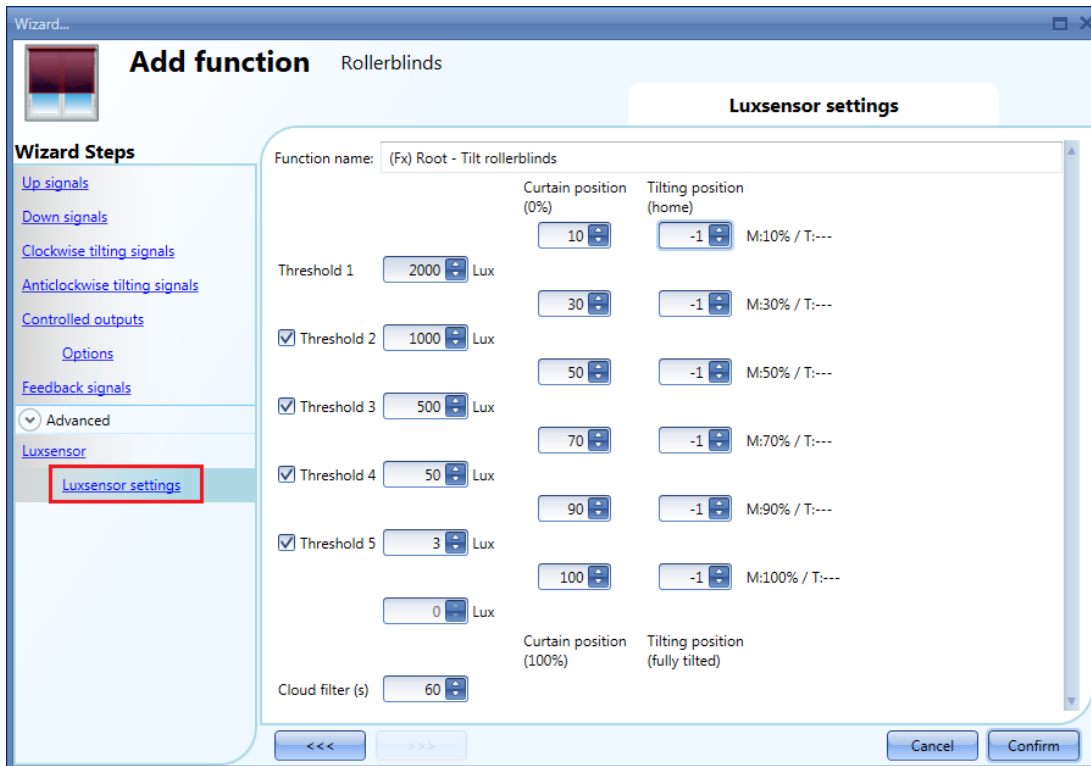 Wizard...
Add function Rollerblinds
Luxsensor settings
Wizard Steps
Up signals
Down signals
Clockwise tilting signals
Anticlockwise tilting signals
Controlled outputs
Options
Feedback signals
Advanced
Luxsensor
Luxsensor settings
Function name: (Fx) Root - Tilt rollerblinds
Curtain position (0%)
Tilting position (home)
10 -1 M:10% / T:---
Threshold 1 2000 Lux
30 -1 M:30% / T:---
Threshold 2 1000 Lux
50 -1 M:50% / T:---
Threshold 3 500 Lux
70 -1 M:70% / T:---
Threshold 4 50 Lux
90 -1 M:90% / T:---
Threshold 5 3 Lux
100 -1 M:100% / T:---
0 Lux
Curtain position (100%)
Tilting position (fully tilted)
Cloud filter (s) 60
<<< >>> Cancel Confirm